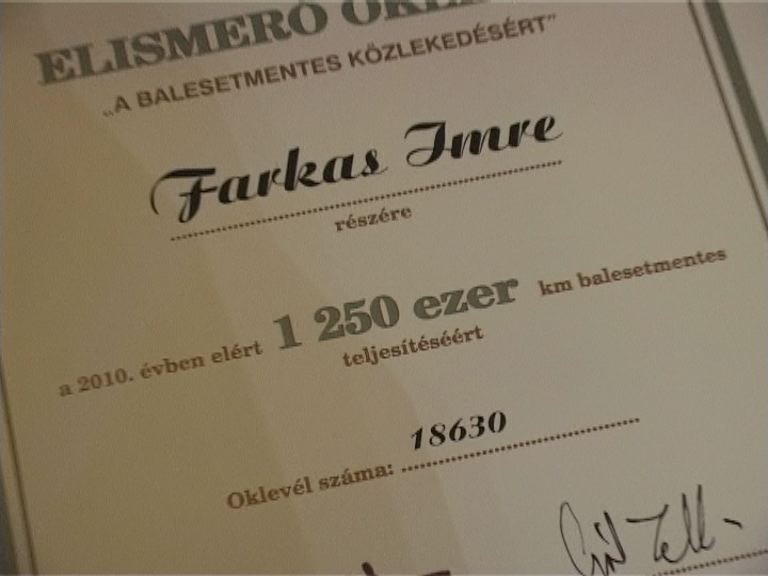 ELISMERŐ
„A BALESETMENTES KÖZLEKEDÉSÉRT”
Farkas Imre
részére
a 2010. évben elért 1 250 ezer km balesetmentes
teljesítéséért
18630
Oklevél száma: